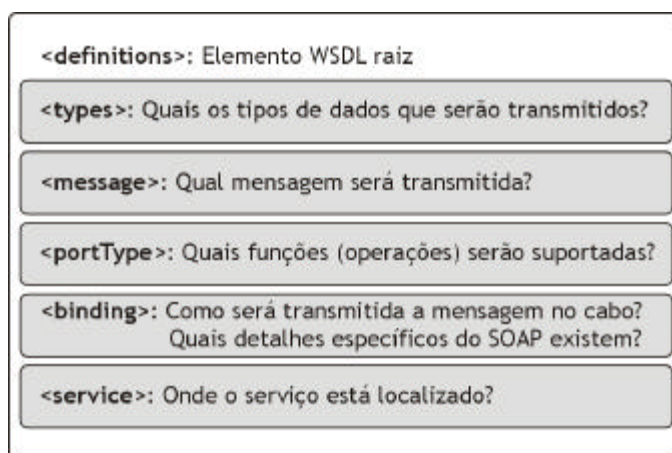 <definitions>: Elemento WSDL raiz
<types>: Quais os tipos de dados que serão transmitidos?
<message>: Qual mensagem será transmitida?
<portType>: Quais funções (operações) serão suportadas?
<binding>: Como será transmitida a mensagem no cabo?
Quais detalhes específicos do SOAP existem?
<service>: Onde o serviço está localizado?